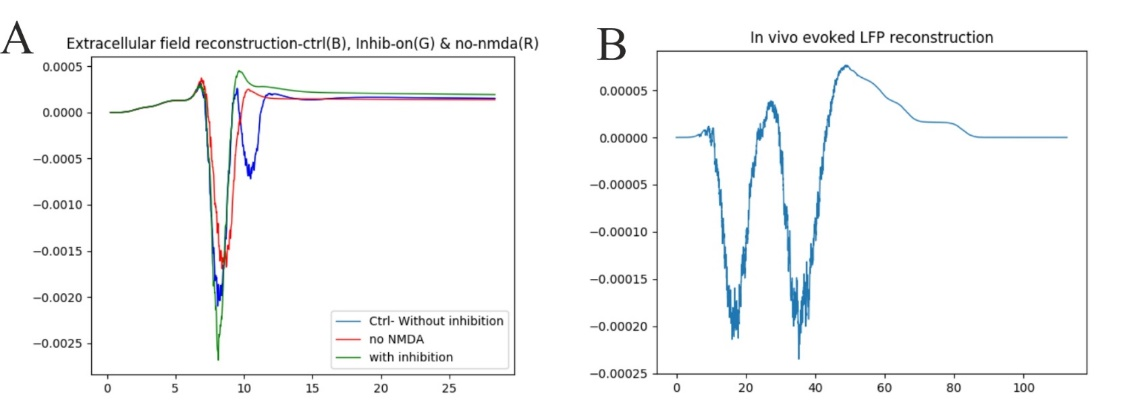 A
Extracellular field reconstruction-ctrl(B), Inhib-on(G) & no-nmda(R)
0.0005
0.0000
−0.0005
−0.0010
−0.0015
−0.0020
−0.0025
Ctrl- Without inhibition
no NMDA
with inhibition
0 5 10 15 20 25
B
In vivo evoked LFP reconstruction
0.00005
0.00000
−0.00005
−0.00010
−0.00015
−0.00020
−0.00025
0 20 40 60 80 100